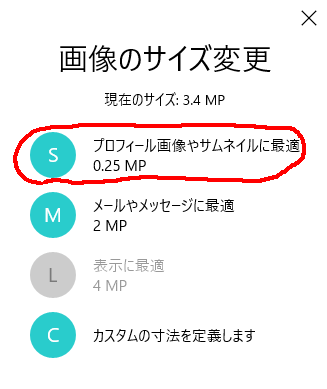 画像のサイズ変更
現在のサイズ: 3.4 MP
S
プロフィール画像やサムネイルに最適
0.25 MP
M
メールやメッセージに最適
2 MP
L
表示に最適
4 MP
C
カスタムの寸法を定義します